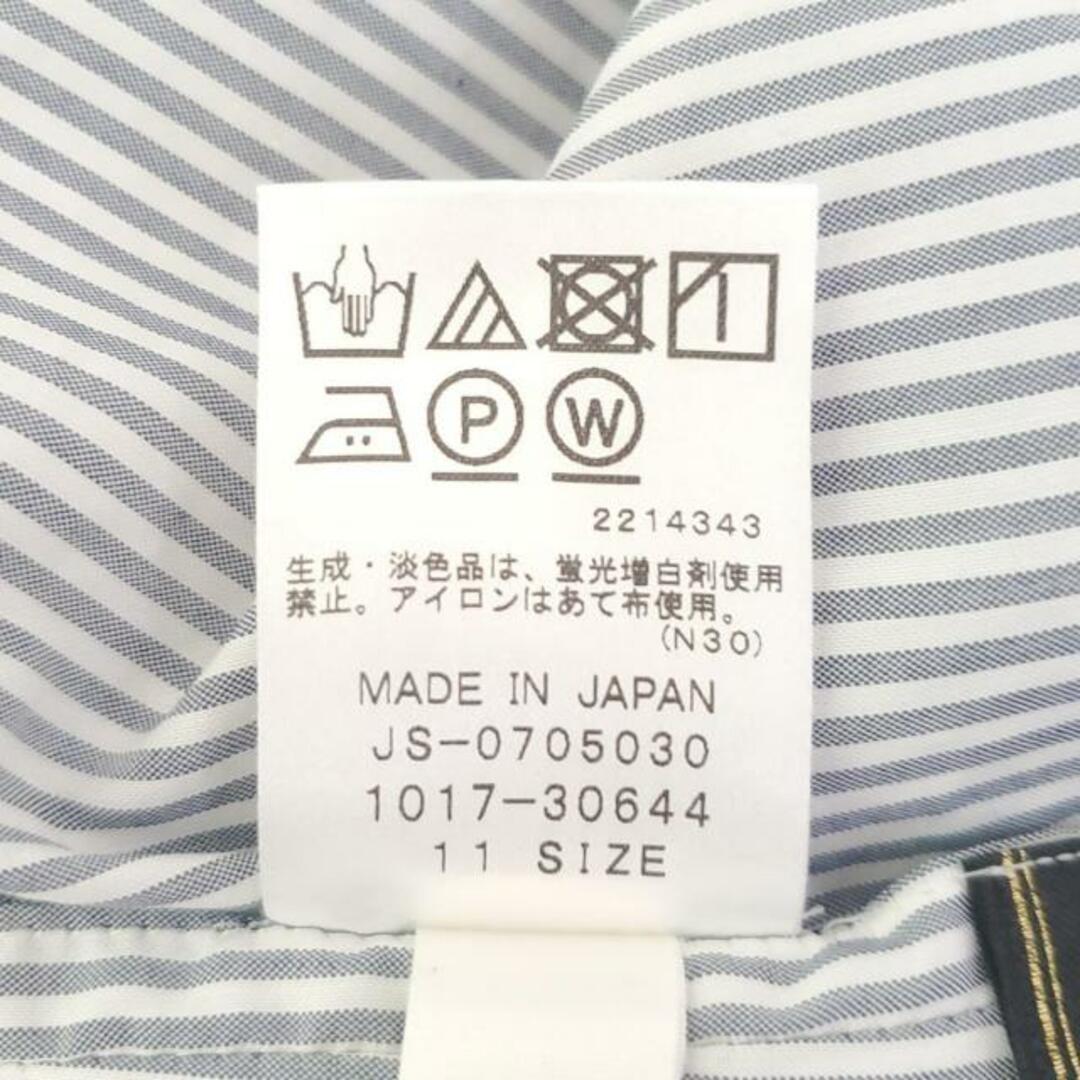 P W
2214343
生成・淡色品は、蛍光増白剤使用
禁止。アイロンはあて布使用。
(N30)
MADE IN JAPAN
JS-0705030
1017-30644
11 SIZE